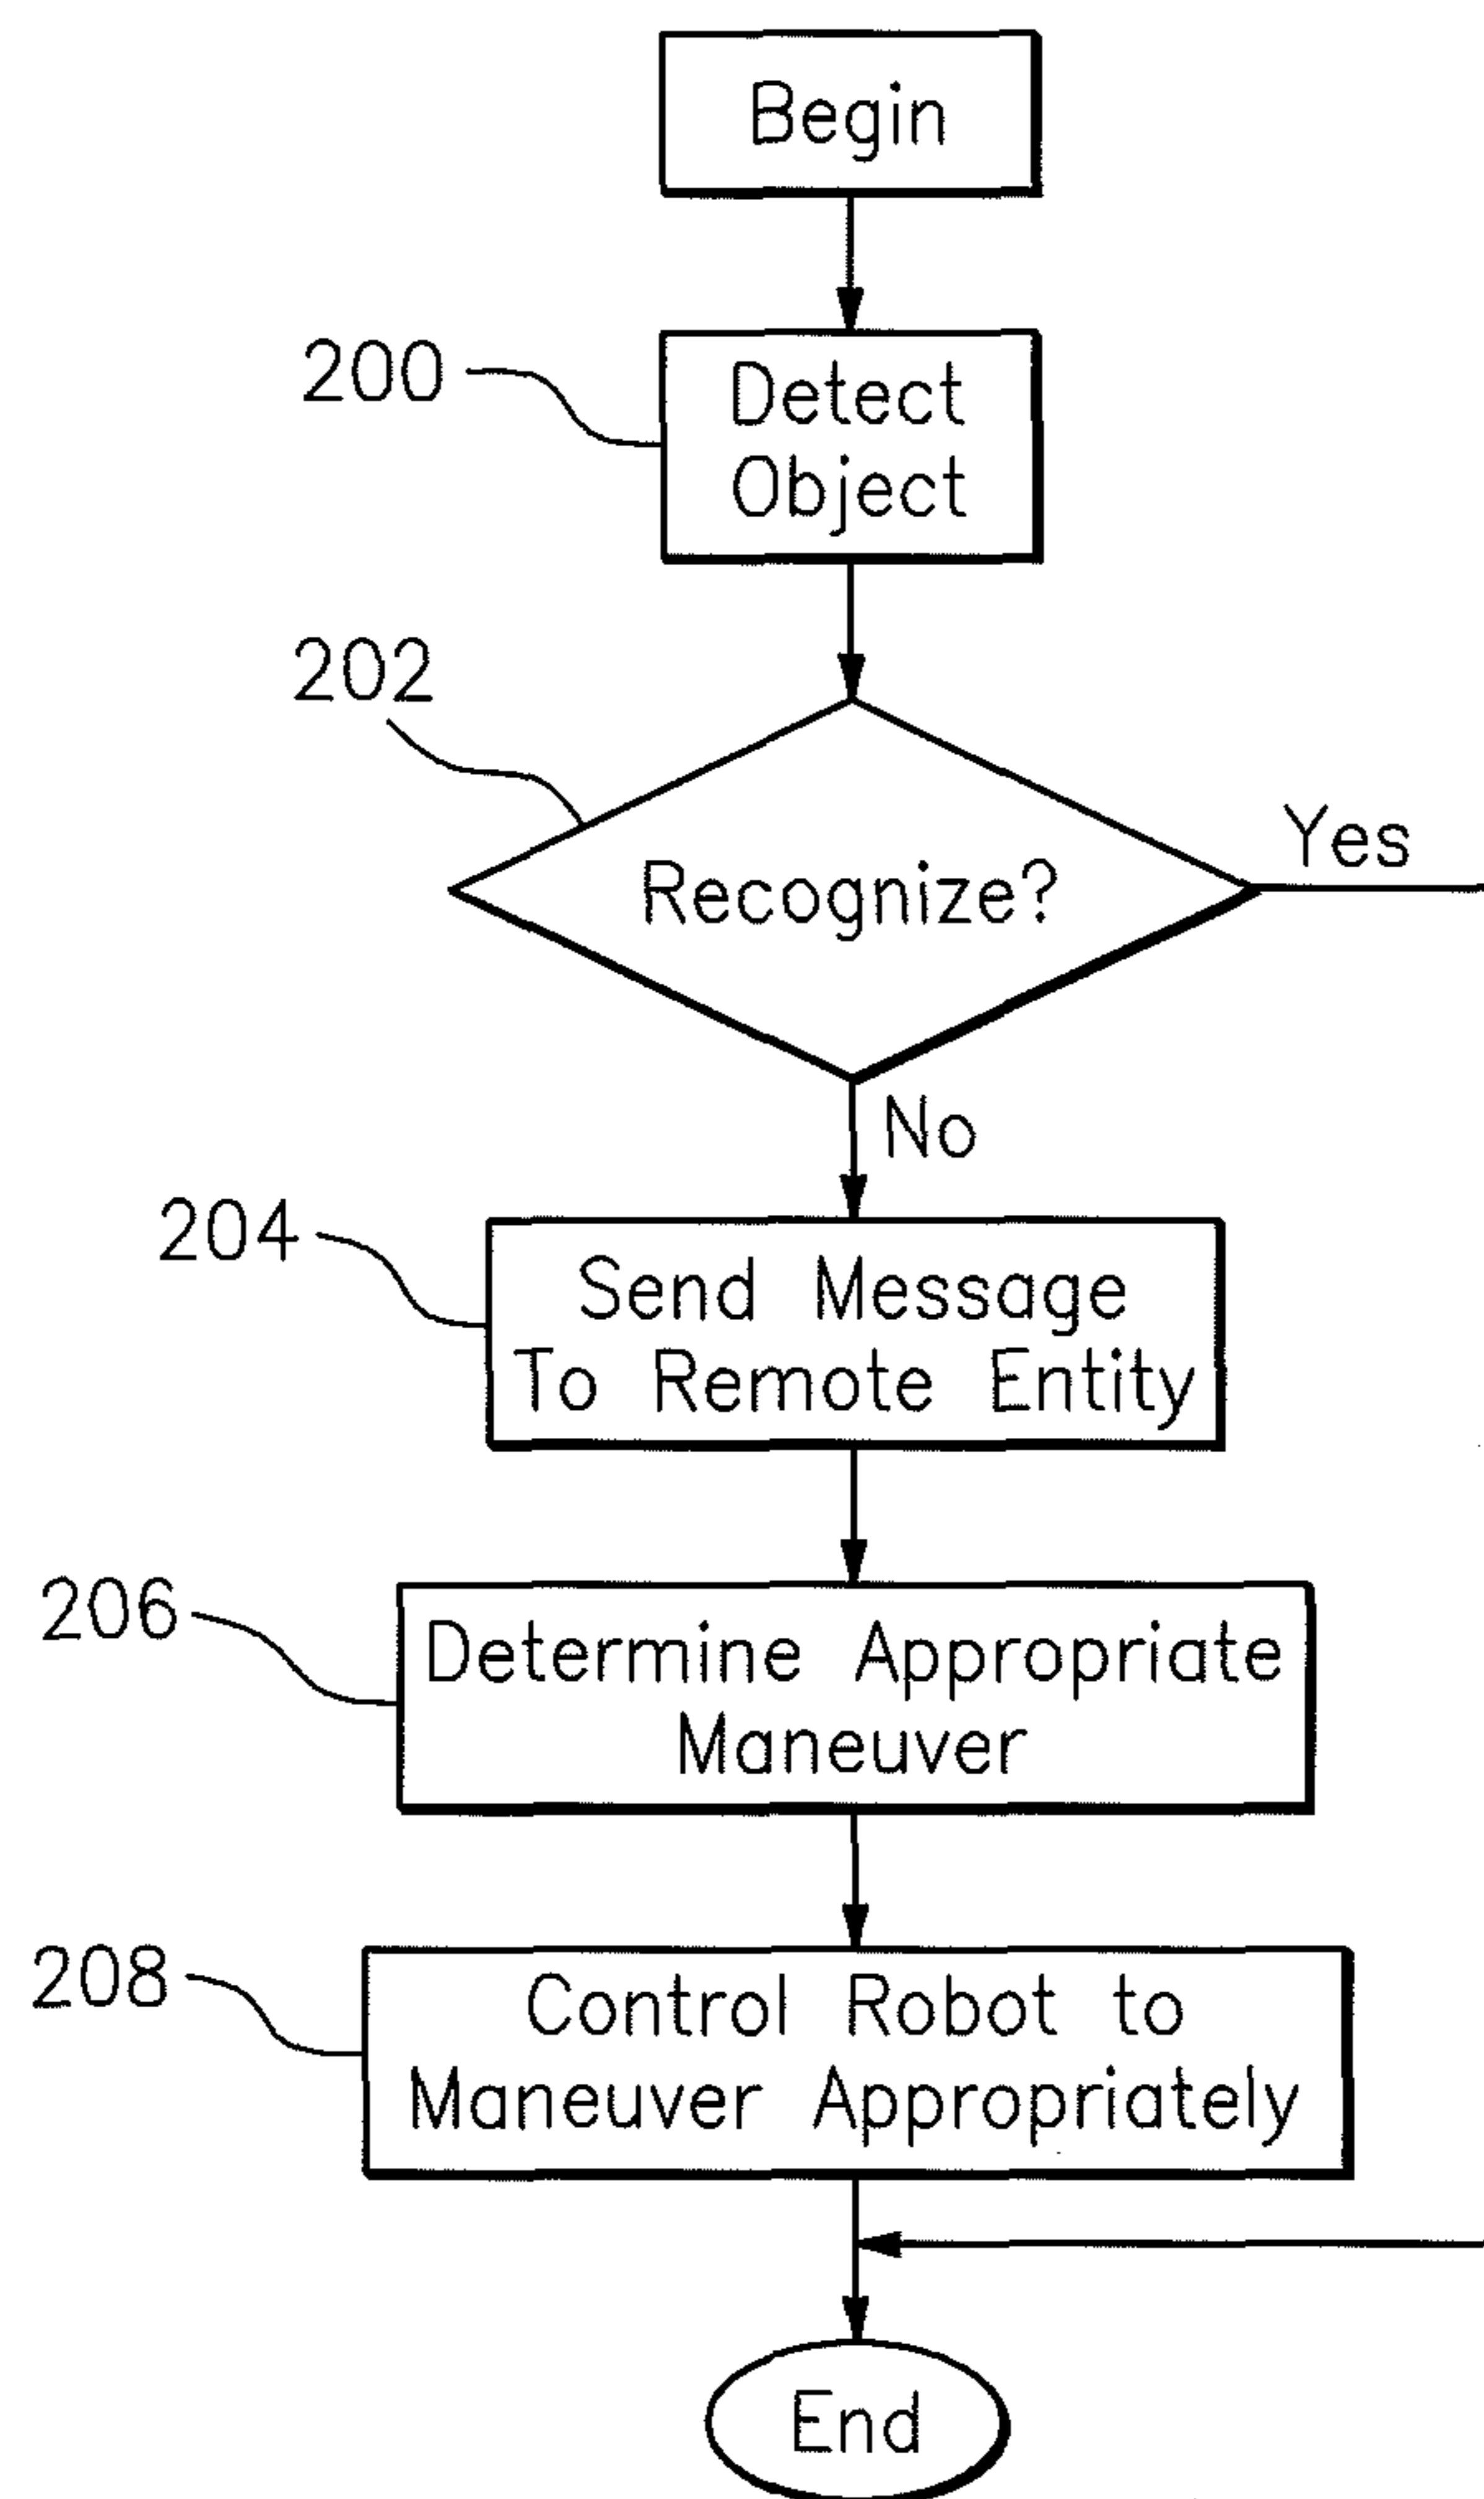 Begin
200
Detect
Object
202
Recognize?
Yes
No
204
Send Message
To Remote Entity
206
Determine Appropriate
Maneuver
208
Control Robot to
Maneuver Appropriately
End